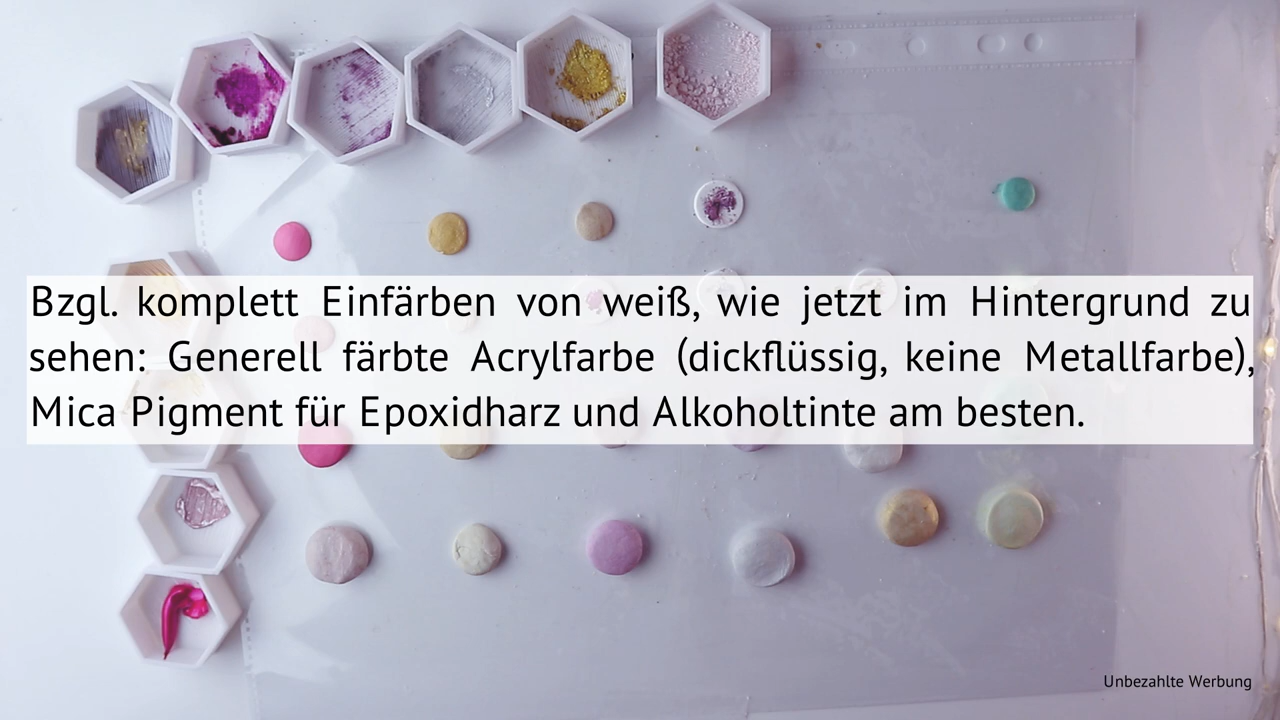 Bzgl. komplett Einfärben von weiß, wie jetzt im Hintergrund zu
sehen: Generell färbte Acrylfarbe (dickflüssig, keine Metallfarbe),
Mica Pigment für Epoxidharz und Alkoholtinte am besten.
Unbezahlte Werbung